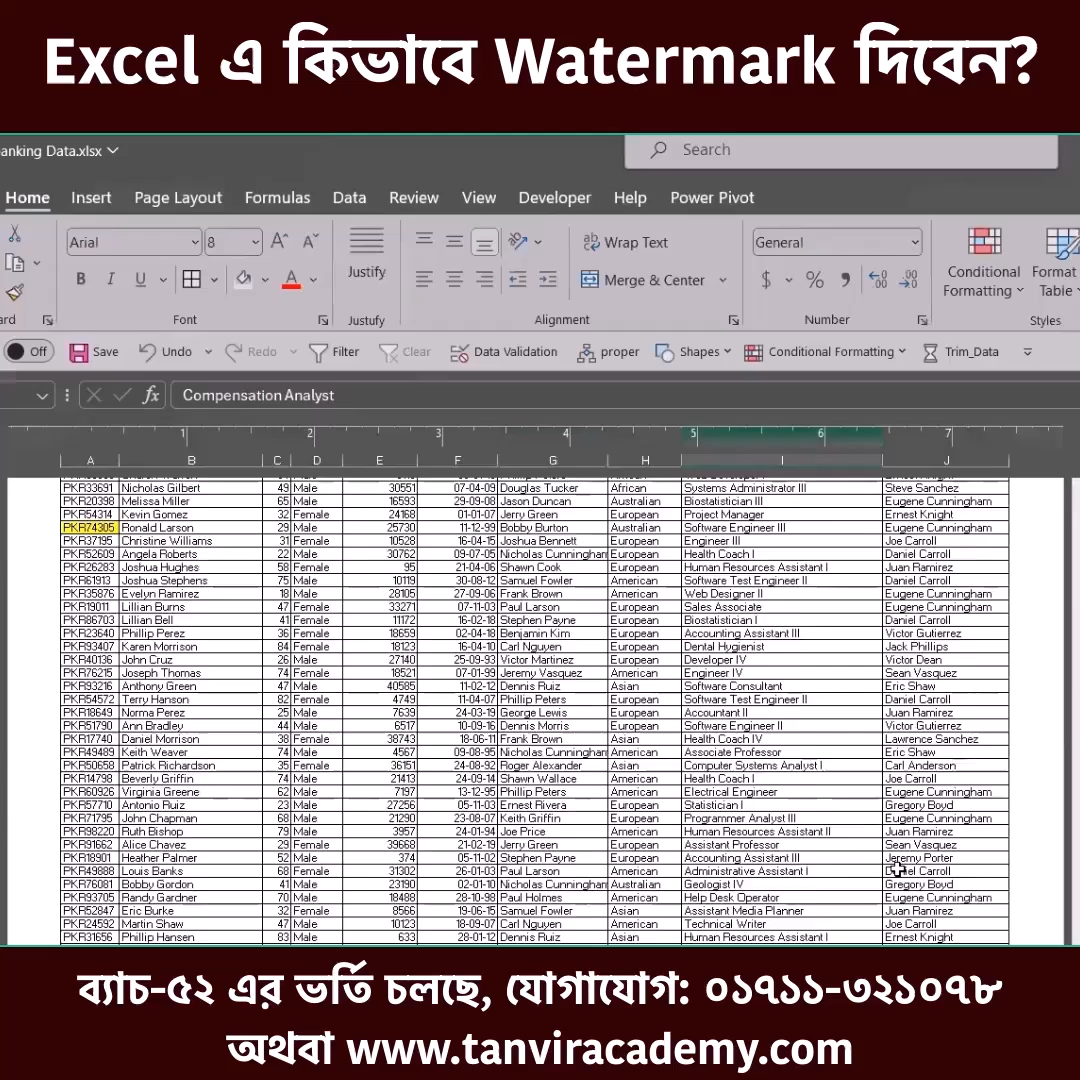 Excel এ কিভাবে Watermark দিবেন?
anking Data.xlsx
Search
Home Insert Page Layout Formulas Data Review View Developer Help Power Pivot
Arial 8 A^ Aˇ Justify ab Wrap Text General Conditional Formatting Format Table
B I U A Merge & Center $ % , .00
ard Font Justufy Alignment Number Styles
Off Save Undo Redo Filter Clear Data Validation proper Shapes Conditional Formatting Trim_Data
fx Compensation Analyst
1 2 3 4 5 6 7
A B C D E F G H I J
PKR33691 Nicholas Gilbert 49 Male 30551 07-04-09 Douglas Tucker African Systems Administrator III Steve Sanchez
PKR20398 Melissa Miller 65 Male 16593 29-09-08 Jason Duncan Australian Biostatistician III Eugene Cunningham
PKR54314 Kevin Gomez 32 Female 24168 01-01-07 Jerry Green European Project Manager Ernest Knight
PKR74305 Ronald Larson 29 Male 25730 11-12-99 Bobby Burton Australian Software Engineer III Eugene Cunningham
PKR37195 Christine Williams 31 Female 10528 16-04-15 Joshua Bennett European Engineer III Joe Carroll
PKR52609 Angela Roberts 22 Male 30762 09-07-05 Nicholas Cunningham European Health Coach I Daniel Carroll
PKR26283 Joshua Hughes 58 Female 95 21-04-06 Shawn Cook European Human Resources Assistant I Juan Ramirez
PKR61913 Joshua Stephens 75 Male 10119 30-08-12 Samuel Fowler American Software Test Engineer II Daniel Carroll
PKR35876 Evelyn Ramirez 18 Male 28105 27-09-06 Frank Brown Asian Web Designer II Eugene Cunningham
PKR19011 Lillian Burns 47 Female 33271 07-11-03 Paul Larson European Sales Associate Eugene Cunningham
PKR86703 Lillian Bell 41 Female 11172 16-02-18 Stephen Payne European Biostatistician I Daniel Carroll
PKR23640 Phillip Perez 36 Female 18659 02-04-18 Benjamin Kim European Accounting Assistant III Victor Gutierrez
PKR93407 Karen Morrison 84 Female 18123 16-04-10 Carl Nguyen European Dental Hygienist Jack Phillips
PKR40136 John Cruz 26 Male 27140 25-09-93 Victor Martinez European Developer IV Victor Dean
PKR76215 Joseph Thomas 74 Female 18521 07-01-99 Jeremy Vasquez American Engineer IV Sean Vasquez
PKR93216 Anthony Green 47 Male 40585 11-02-12 Dennis Ruiz Asian Software Consultant Eric Shaw
PKR54572 Terry Hanson 82 Female 4749 11-04-07 Phillip Peters European Software Test Engineer II Daniel Carroll
PKR18649 Norma Perez 25 Male 7639 24-03-19 George Lewis European Accountant II Juan Ramirez
PKR51790 Ann Bradley 44 Male 6517 10-09-16 Dennis Morris European Software Engineer II Victor Gutierrez
PKR17740 Daniel Morrison 38 Female 38743 18-06-11 Frank Brown Asian Health Coach IV Lawrence Sanchez
PKR49489 Keith Weaver 74 Male 4567 09-08-95 Nicholas Cunningham American Associate Professor Eric Shaw
PKR50658 Patrick Richardson 35 Female 36151 24-08-92 Roger Alexander Asian Computer Systems Analyst I Carl Anderson
PKR14798 Beverly Griffin 74 Male 21413 24-09-14 Shawn Wallace American Health Coach I Joe Carroll
PKR60926 Virginia Greene 62 Male 7197 13-12-95 Phillip Peters American Electrical Engineer Eugene Cunningham
PKR57710 Antonio Ruiz 23 Male 27256 05-11-03 Ernest Rivera European Statistician I Gregory Boyd
PKR71795 John Chapman 68 Male 21290 23-08-07 Keith Griffin European Programmer Analyst III Eugene Cunningham
PKR98220 Ruth Bishop 79 Male 3957 24-01-94 Joe Price American Human Resources Assistant II Juan Ramirez
PKR91662 Alice Chavez 29 Female 39668 21-02-19 Jerry Green European Assistant Professor Sean Vasquez
PKR18901 Heather Palmer 52 Male 374 05-11-02 Stephen Payne European Accounting Assistant III Jeremy Porter
PKR49888 Louis Banks 68 Female 31302 26-01-03 Paul Larson American Administrative Assistant I Daniel Carroll
PKR76081 Bobby Gordon 41 Male 23190 02-01-10 Nicholas Cunningham Australian Geologist IV Gregory Boyd
PKR93705 Randy Gardner 70 Male 18488 28-10-98 Paul Holmes American Help Desk Operator Eugene Cunningham
PKR52847 Eric Burke 32 Female 8566 19-06-15 Samuel Fowler Asian Assistant Media Planner Juan Ramirez
PKR24592 Martin Shaw 47 Male 10123 18-09-07 Carl Nguyen American Technical Writer Joe Carroll
PKR31656 Phillip Hansen 83 Male 633 28-01-12 Dennis Ruiz Asian Human Resources Assistant I Ernest Knight
ব্যাচ-৫২ এর ভর্তি চলছে, যোগাযোগ: ০১৭১১-৩২১০৭৮
অথবা www.tanviracademy.com